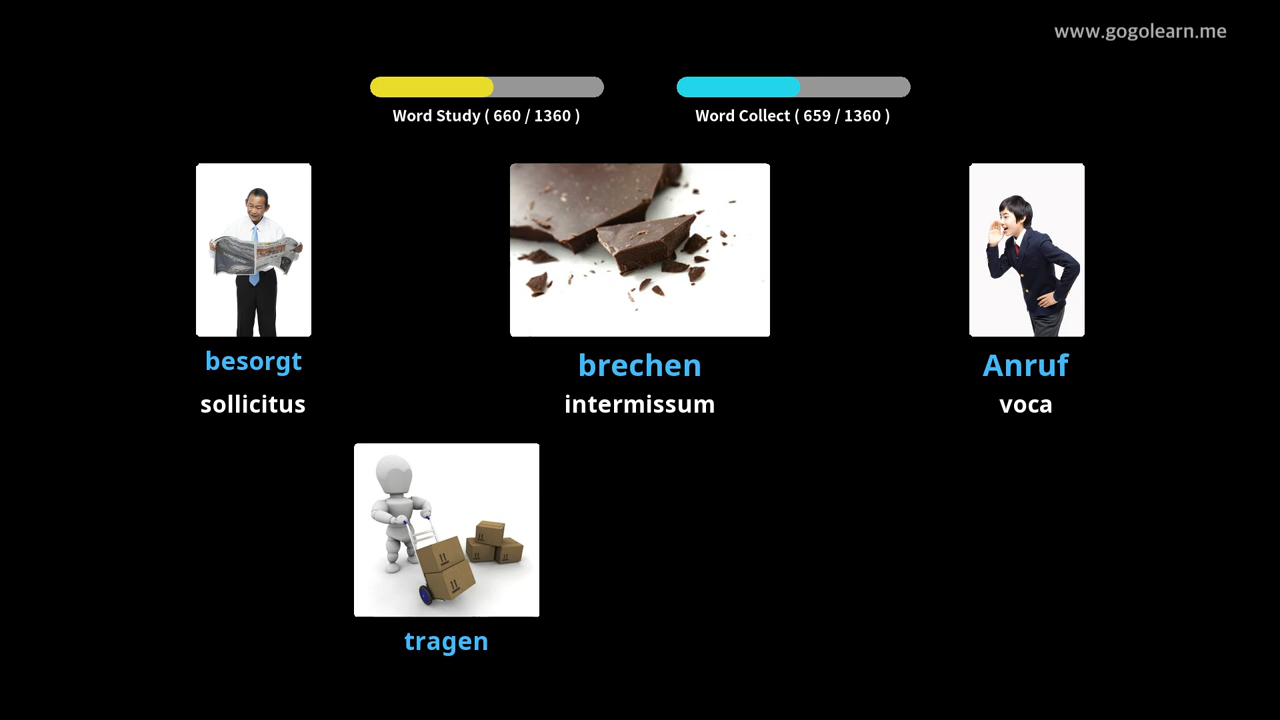 www.gogolearn.me
Word Study ( 660 / 1360 )
Word Collect ( 659 / 1360 )
besorgt
sollicitus
brechen
intermissum
Anruf
voca
tragen